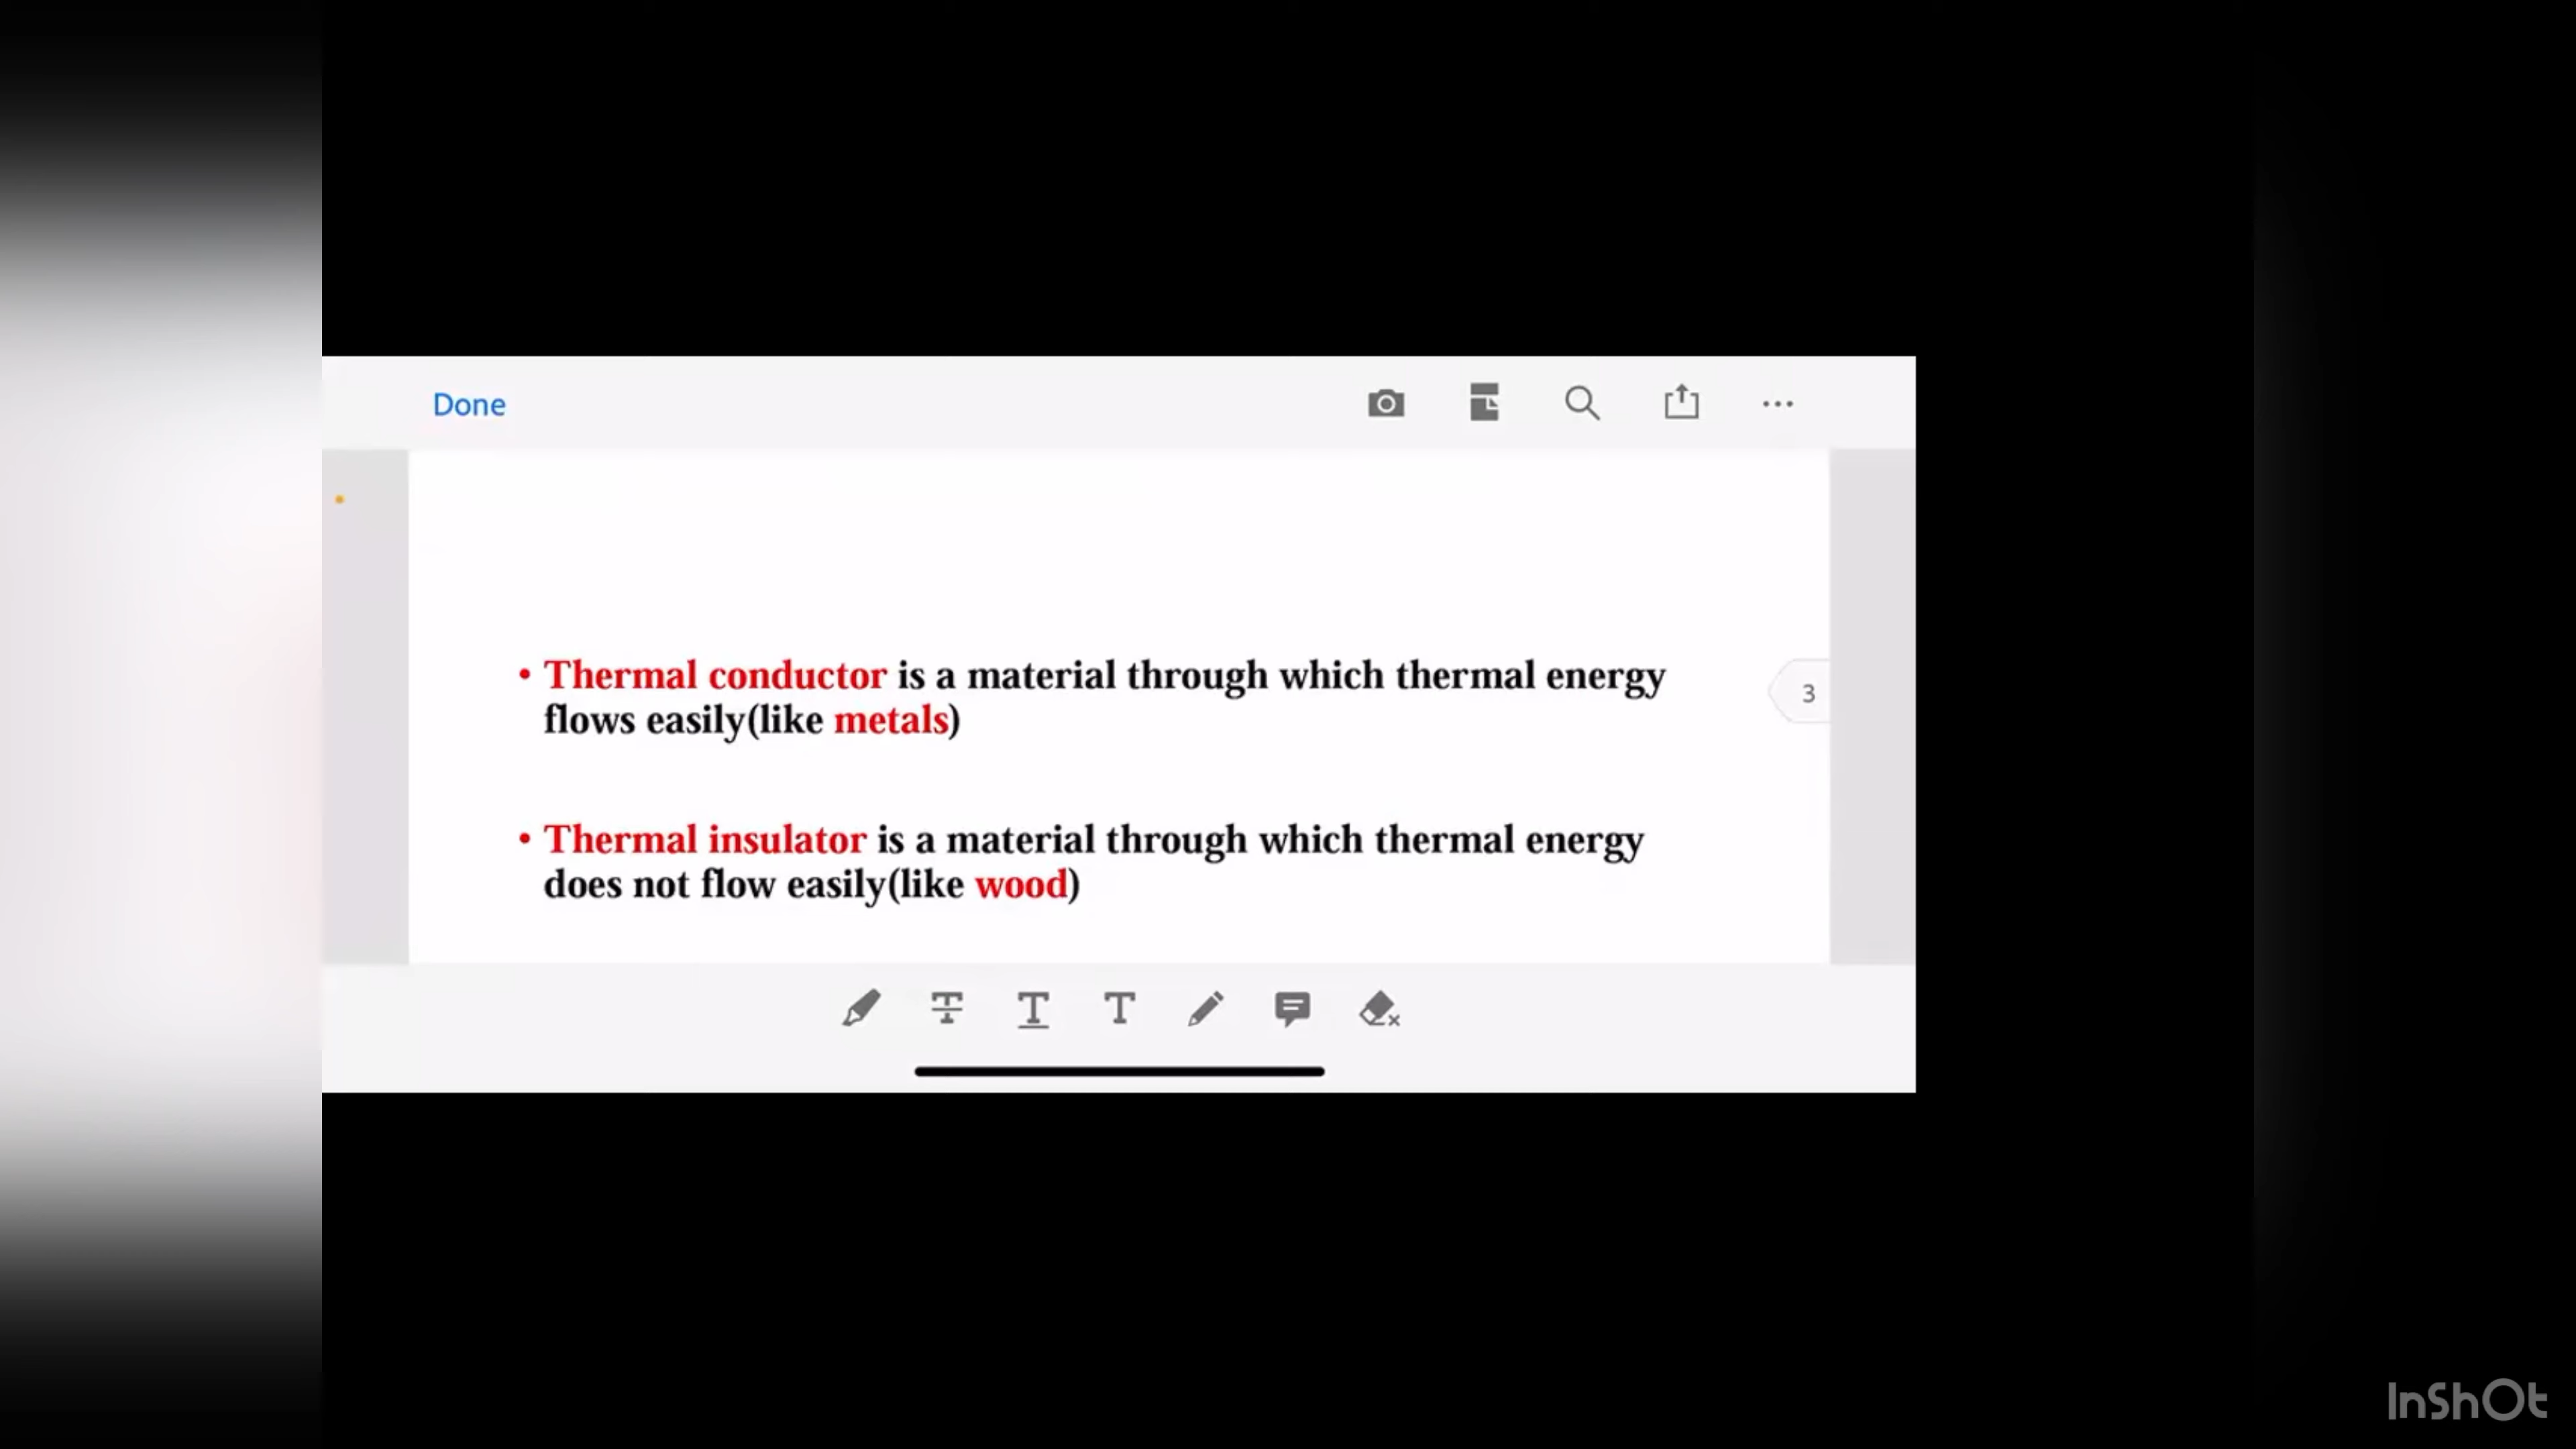 Done
• Thermal conductor is a material through which thermal energy
flows easily(like metals)
3
• Thermal insulator is a material through which thermal energy
does not flow easily(like wood)
InShOt